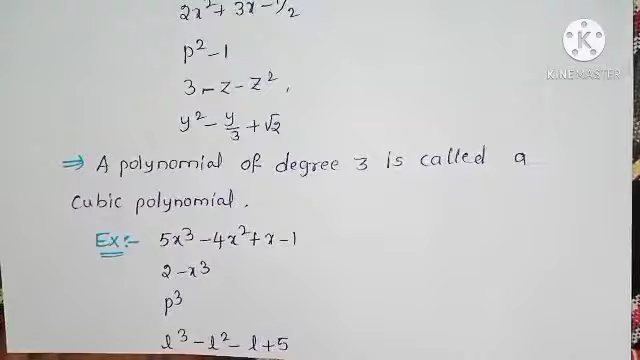 2x² + 3x - 1/2
p² - 1
3 - z - z²,
y² - y/3 + √2
⇒ A polynomial of degree 3 is called a
cubic polynomial.
Ex:- 5x³ - 4x² + x - 1
2 - x³
p³
l³ - l² - l + 5
KINEMASTER